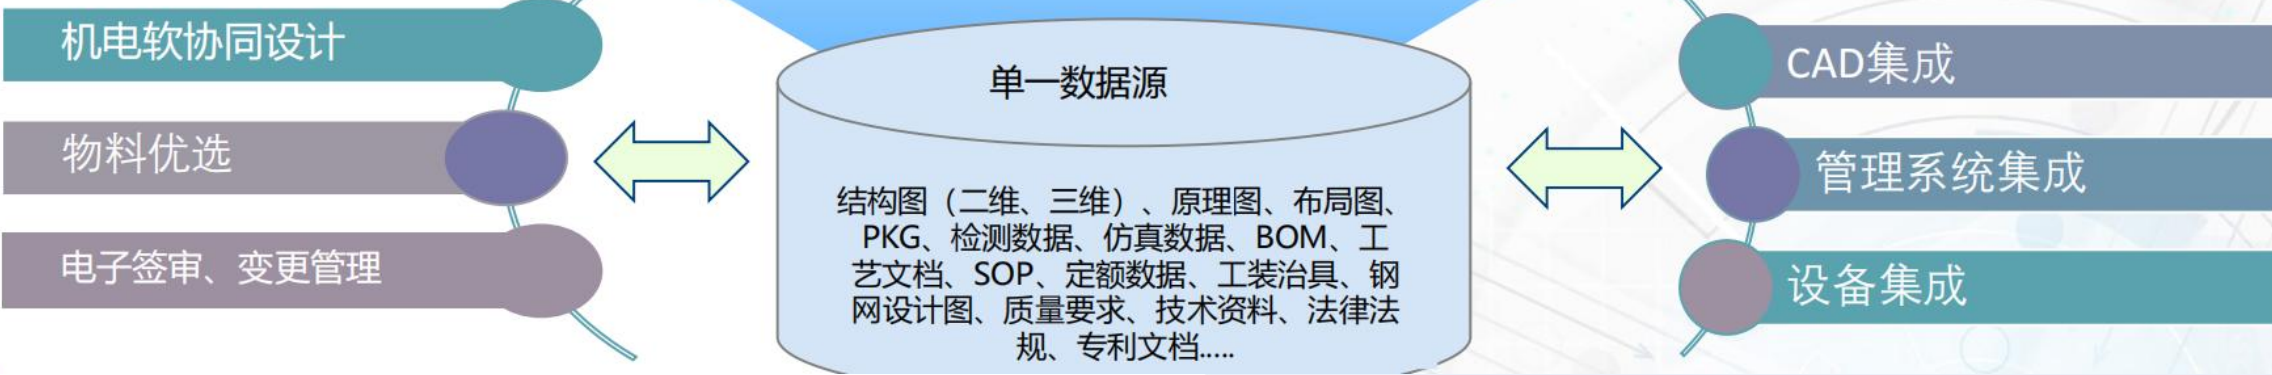 机电软协同设计
物料优选
电子签审、变更管理
单一数据源
结构图（二维、三维）、原理图、布局图、
PKG、检测数据、仿真数据、BOM、工
艺文档、SOP、定额数据、工装治具、钢
网设计图、质量要求、技术资料、法律法
规、专利文档.....
CAD集成
管理系统集成
设备集成